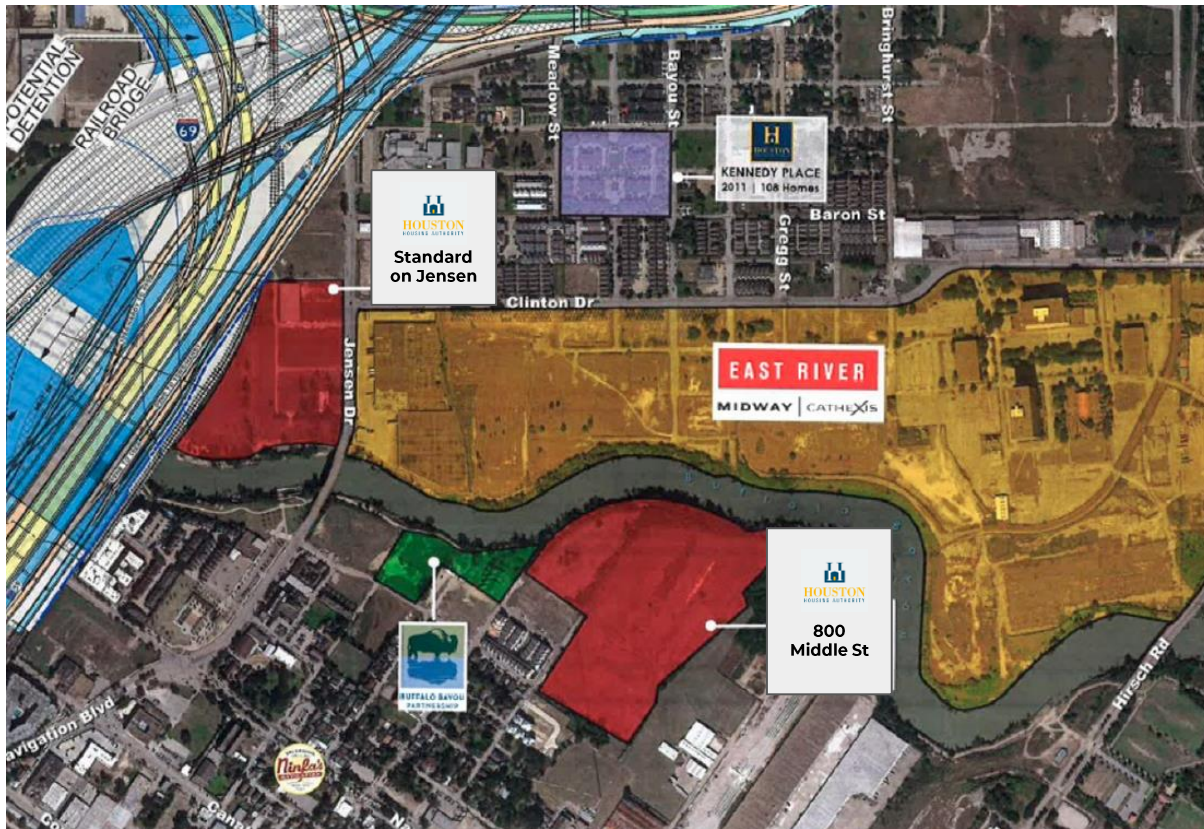 POTENTIAL
DETENTION
RAILROAD
BRIDGE
69
Meadow St
Bayou St
Bringhurst St
H
HOUSTON
KENNEDY PLACE
2011 | 108 Homes
Baron St
Gregg St
HOUSTON
HOUSING AUTHORITY
Standard
on Jensen
Clinton Dr
Jensen Dr
EAST RIVER
MIDWAY | CATHEXIS
HOUSTON
HOUSING AUTHORITY
800
Middle St
BUFFALO BAYOU
PARTNERSHIP
Navigation Blvd
Ninfa's
Hirsch Rd